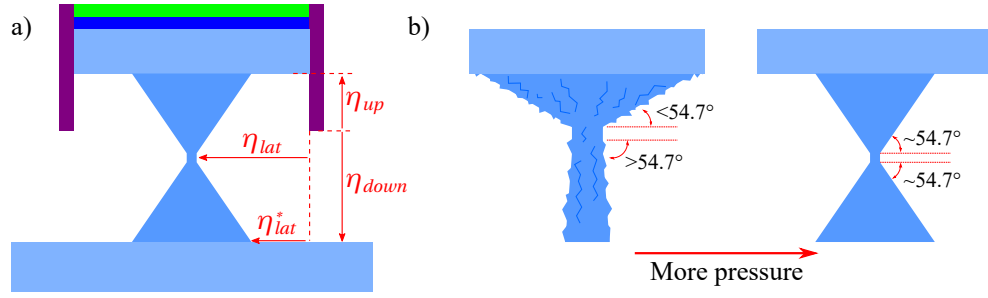 a)
η_up
η_lat
η_down
η*_lat
b)
<54.7°
>54.7°
~54.7°
~54.7°
More pressure